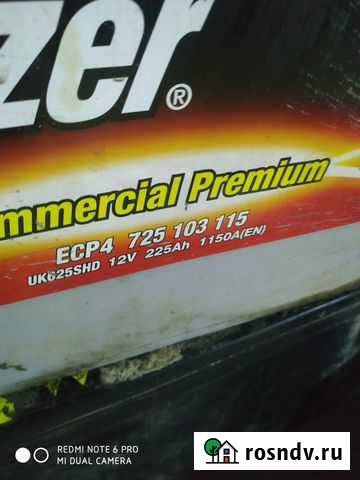 zer®
mmercial Premium
ECP4 725 103 115
UK625SHD 12V 225Ah 1150A(EN)
REDMI NOTE 6 PRO
MI DUAL CAMERA
rosndv.ru